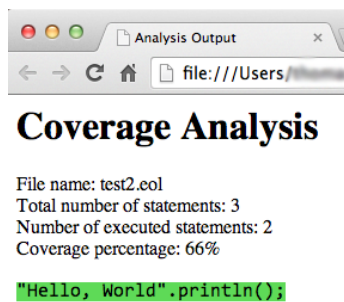 Analysis Output
file:///Users/
Coverage Analysis
File name: test2.eol
Total number of statements: 3
Number of executed statements: 2
Coverage percentage: 66%
"Hello, World".println();